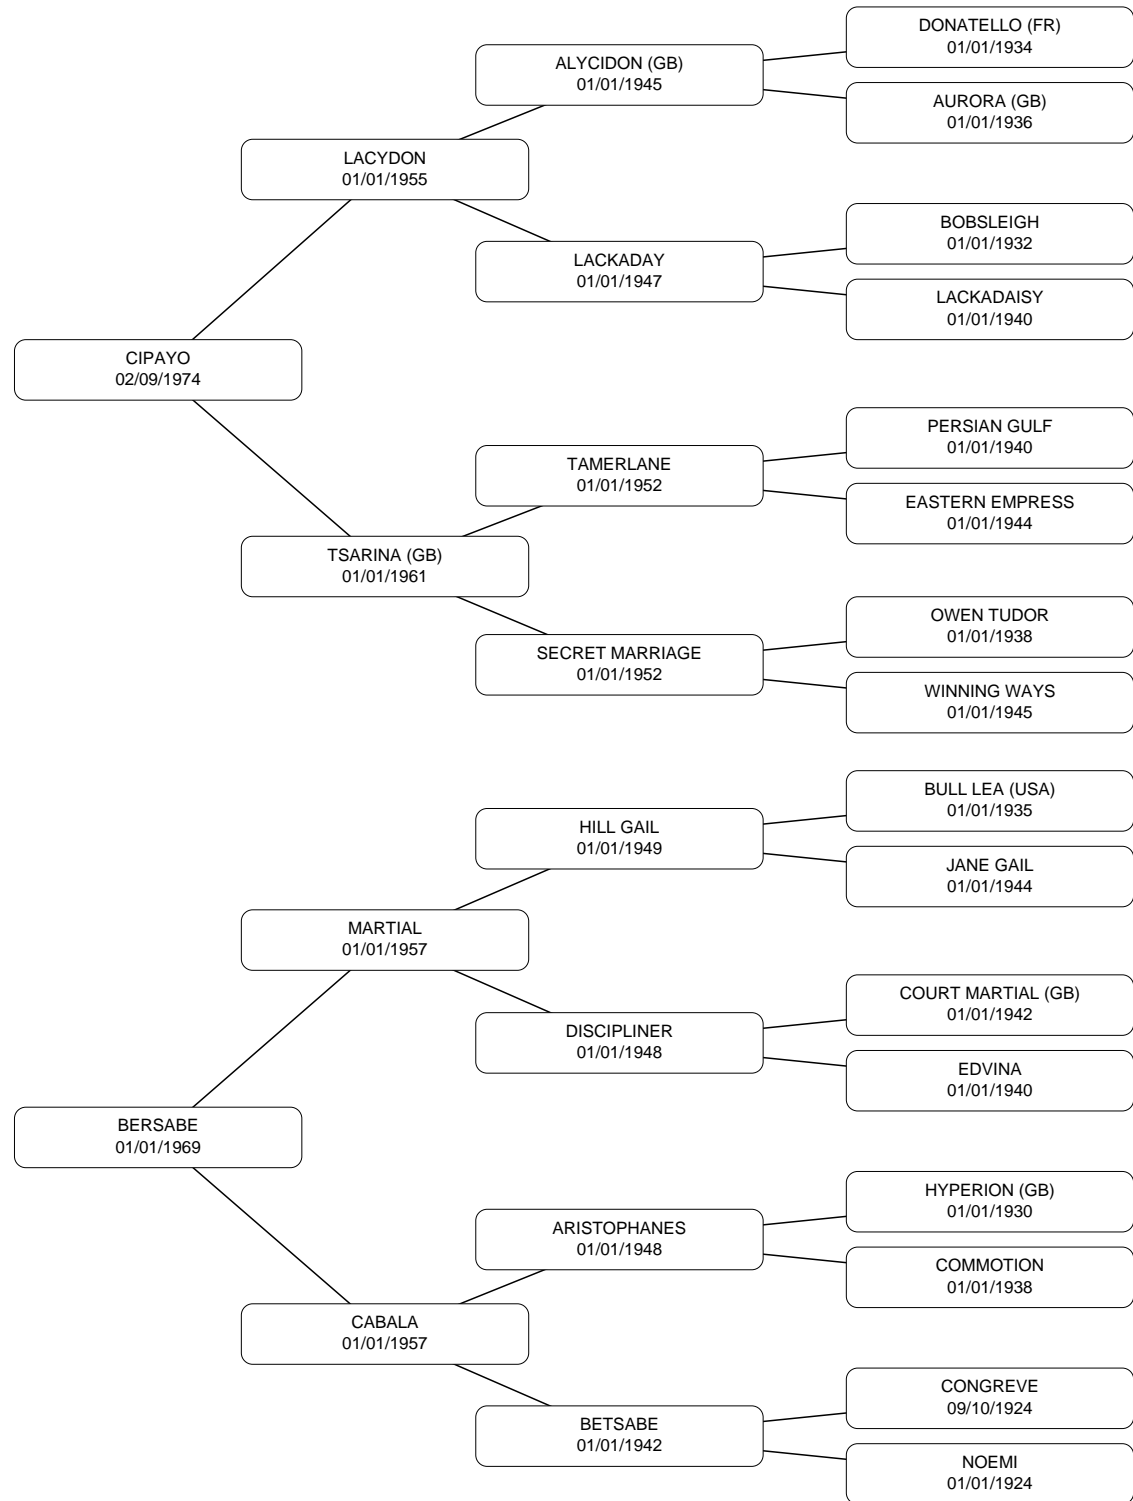 DONATELLO (FR)
01/01/1934
ALYCIDON (GB)
01/01/1945
AURORA (GB)
01/01/1936
LACYDON
01/01/1955
BOBSLEIGH
01/01/1932
LACKADAY
01/01/1947
LACKADAISY
01/01/1940
CIPAYO
02/09/1974
PERSIAN GULF
01/01/1940
TAMERLANE
01/01/1952
EASTERN EMPRESS
01/01/1944
TSARINA (GB)
01/01/1961
OWEN TUDOR
01/01/1938
SECRET MARRIAGE
01/01/1952
WINNING WAYS
01/01/1945
BULL LEA (USA)
01/01/1935
HILL GAIL
01/01/1949
JANE GAIL
01/01/1944
MARTIAL
01/01/1957
COURT MARTIAL (GB)
01/01/1942
DISCIPLINER
01/01/1948
EDVINA
01/01/1940
BERSABE
01/01/1969
HYPERION (GB)
01/01/1930
ARISTOPHANES
01/01/1948
COMMOTION
01/01/1938
CABALA
01/01/1957
CONGREVE
09/10/1924
BETSABE
01/01/1942
NOEMI
01/01/1924